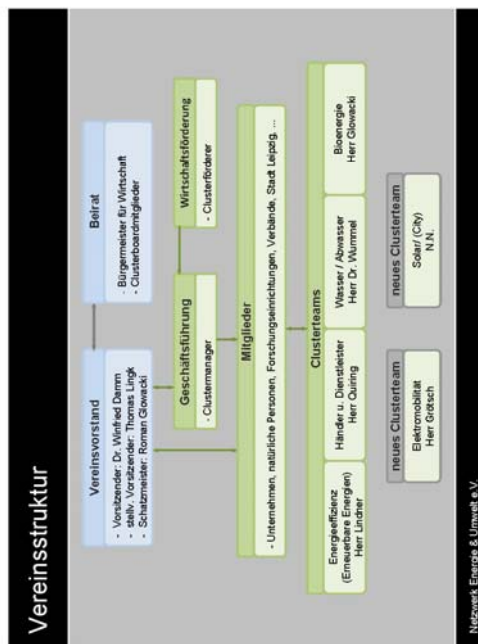 Vereinsstruktur
Vereinsvorstand
- Vorsitzender: Dr. Winfried Damm
- stellv. Vorsitzender: Thomas Lingk
- Schatzmeister: Roman Glowacki
Beirat
- Bürgermeister für Wirtschaft
- Clusterboardmitglieder
Geschäftsführung
- Clustermanager
Wirtschaftsförderung
- Clusterförderer
Mitglieder
- Unternehmen, natürliche Personen, Forschungseinrichtungen, Verbände, Stadt Leipzig, ...
Clusterteams
Energieeffizienz
(Erneuerbare Energien)
Herr Lindner
Händler u. Dienstleister
Herr Quiring
Wasser / Abwasser
Herr Dr. Wummel
Bioenergie
Herr Glowacki
neues Clusterteam
Elektromobilität
Herr Grötsch
neues Clusterteam
Solar/ (City)
N.N.
Netzwerk Energie & Umwelt e.V.